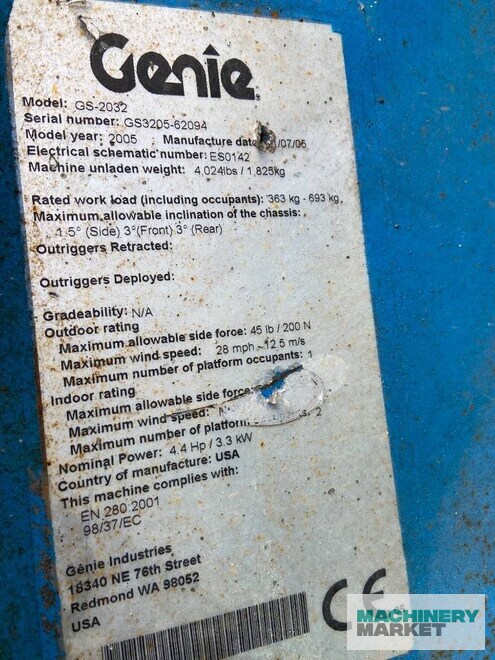 Genie
Model: GS-2032
Serial number: GS3205-62094
Model year: 2005 Manufacture date: /07/05
Electrical schematic number: ES0142
Machine unladen weight: 4,024lbs / 1,825kg
Rated work load (including occupants): 363 kg - 693 kg
Maximum allowable inclination of the chassis:
1.5° (Side) 3°(Front) 3° (Rear)
Outriggers Retracted:
Outriggers Deployed:
Gradeability: N/A
Outdoor rating
Maximum allowable side force: 45 lb / 200 N
Maximum wind speed: 28 mph - 12.5 m/s
Maximum number of platform occupants: 1
Indoor rating
Maximum allowable side force:
Maximum wind speed:
Maximum number of platform 2
Nominal Power: 4.4 Hp / 3.3 kW
Country of manufacture: USA
This machine complies with:
EN 280:2001
98/37/EC
Genie Industries
18340 NE 76th Street
Redmond WA 98052
USA
CE
MACHINERY
MARKET